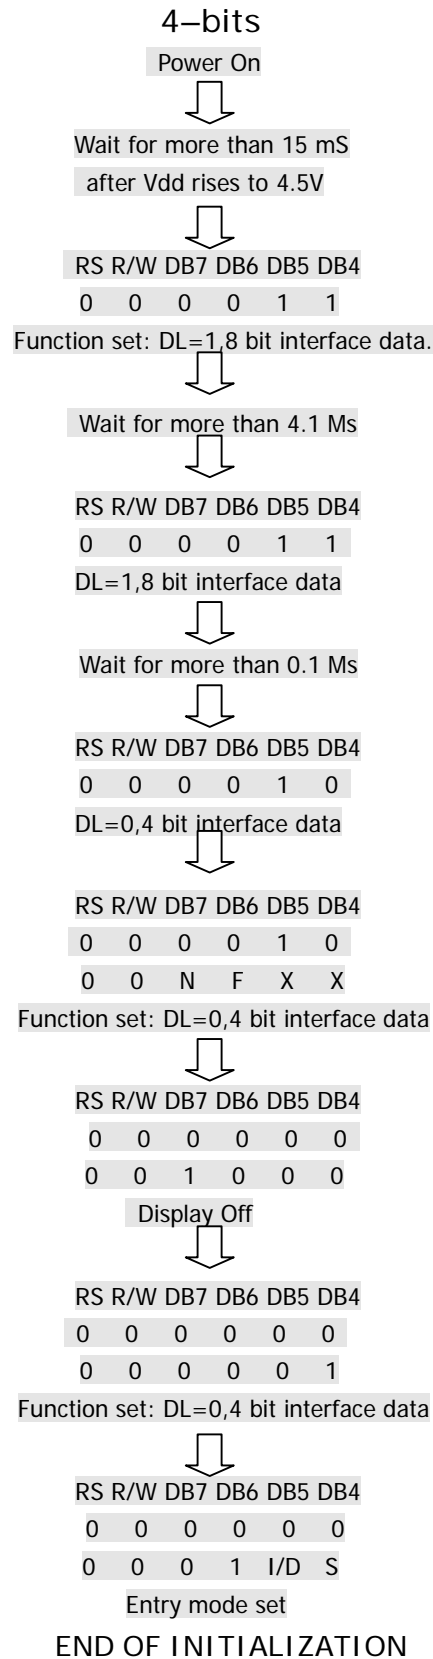 4–bits
Power On
Wait for more than 15 mS
after Vdd rises to 4.5V
RS R/W DB7 DB6 DB5 DB4
0 0 0 0 1 1
Function set: DL=1,8 bit interface data.
Wait for more than 4.1 Ms
RS R/W DB7 DB6 DB5 DB4
0 0 0 0 1 1
DL=1,8 bit interface data
Wait for more than 0.1 Ms
RS R/W DB7 DB6 DB5 DB4
0 0 0 0 1 0
DL=0,4 bit interface data
RS R/W DB7 DB6 DB5 DB4
0 0 0 0 1 0
0 0 N F X X
Function set: DL=0,4 bit interface data
RS R/W DB7 DB6 DB5 DB4
0 0 0 0 0 0
0 0 1 0 0 0
Display Off
RS R/W DB7 DB6 DB5 DB4
0 0 0 0 0 0
0 0 0 0 0 1
Function set: DL=0,4 bit interface data
RS R/W DB7 DB6 DB5 DB4
0 0 0 0 0 0
0 0 0 1 I/D S
Entry mode set
END OF INITIALIZATION